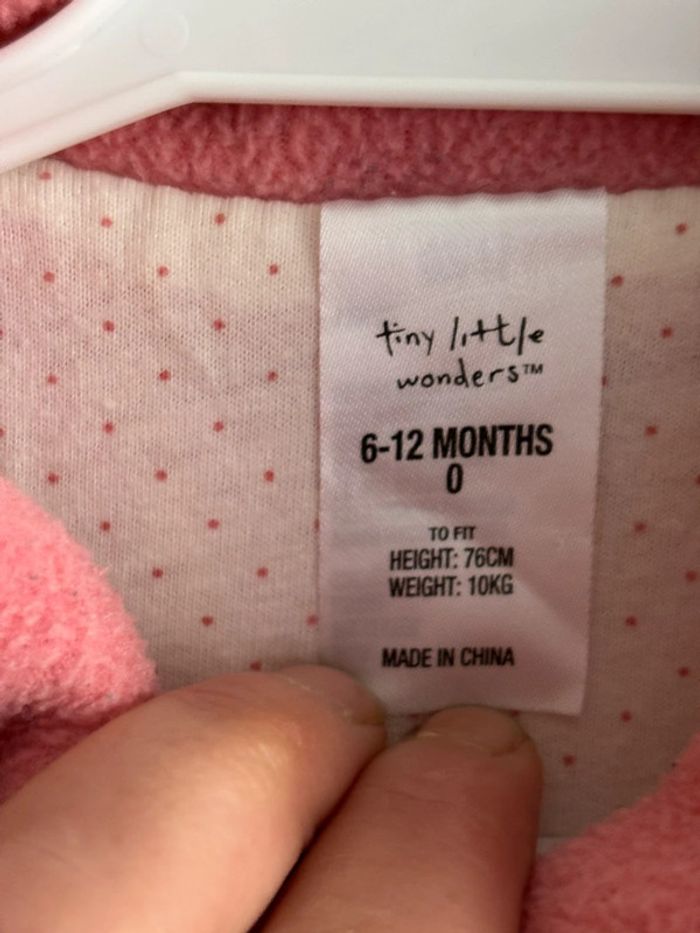 tiny little
wonders™
6-12 MONTHS
0
TO FIT
HEIGHT: 76CM
WEIGHT: 10KG
MADE IN CHINA